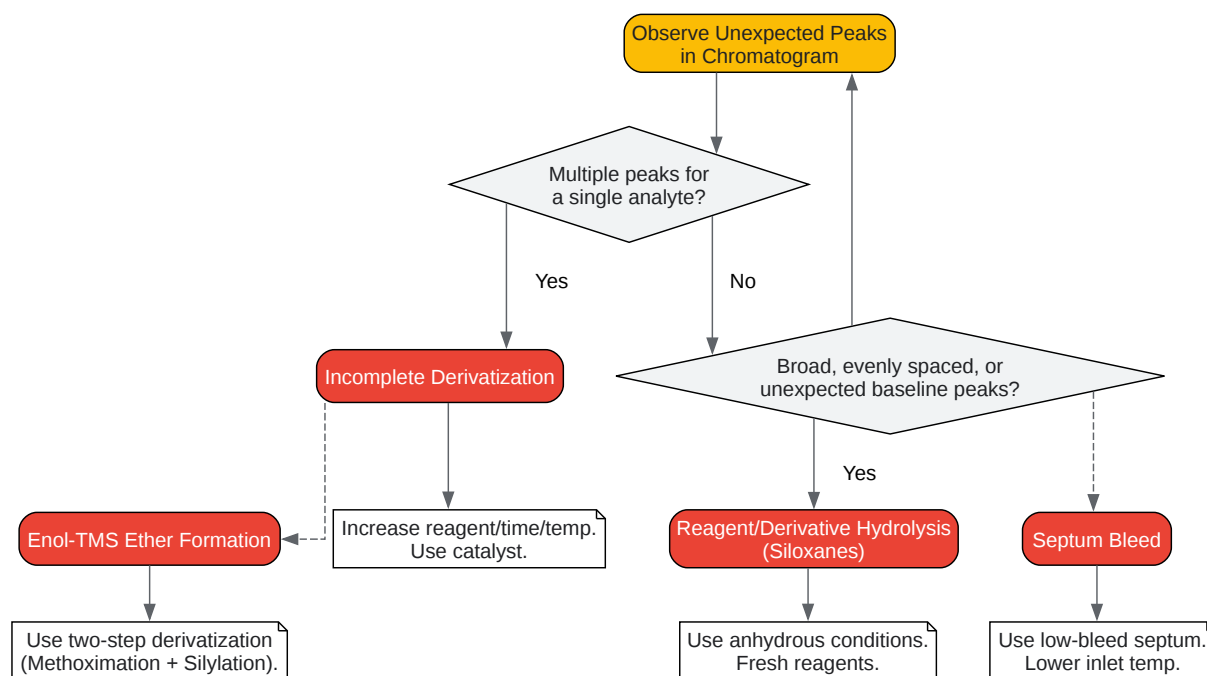 Observe Unexpected Peaks
in Chromatogram
Multiple peaks for
a single analyte?
Yes
No
Broad, evenly spaced, or
unexpected baseline peaks?
Incomplete Derivatization
Yes
Increase reagent/time/temp.
Use catalyst.
Enol-TMS Ether Formation
Reagent/Derivative Hydrolysis
(Siloxanes)
Septum Bleed
Use two-step derivatization
(Methoximation + Silylation).
Use anhydrous conditions.
Fresh reagents.
Use low-bleed septum.
Lower inlet temp.